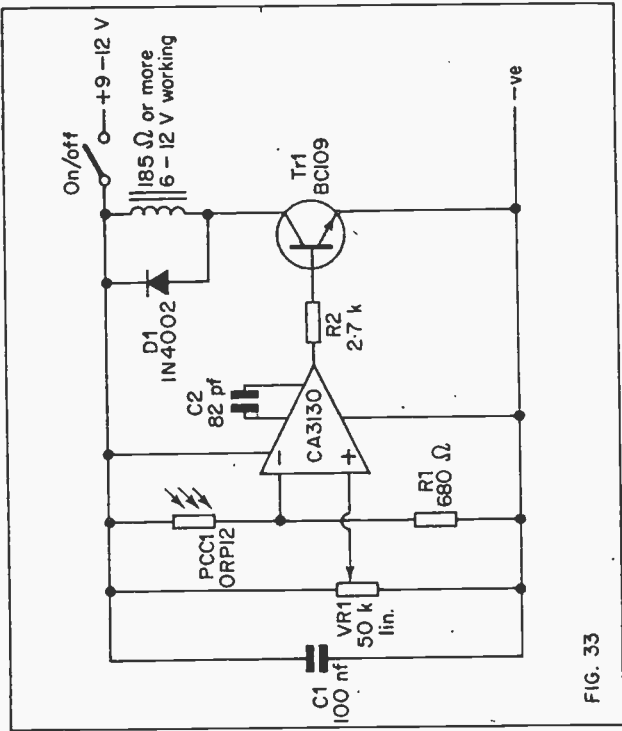 On/off
+9-12 V
185 Ω or more
6-12 V working
D1
1N4002
Tr1
BC109
C2
82 pf
R2
2.7 k
CA3130
−
+
PCC1
ORP12
R1
680 Ω
VR1
50 k
lin.
C1
100 nf
-ve
FIG. 33